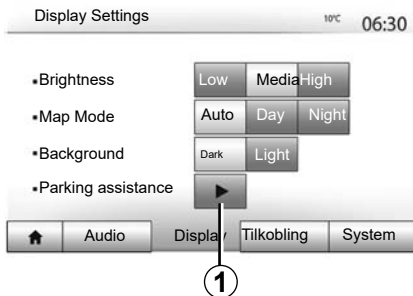 Display Settings 10°C 06:30
▪Brightness Low Media High
▪Map Mode Auto Day Night
▪Background Dark Light
▪Parking assistance
Audio Display Tilkobling System
1